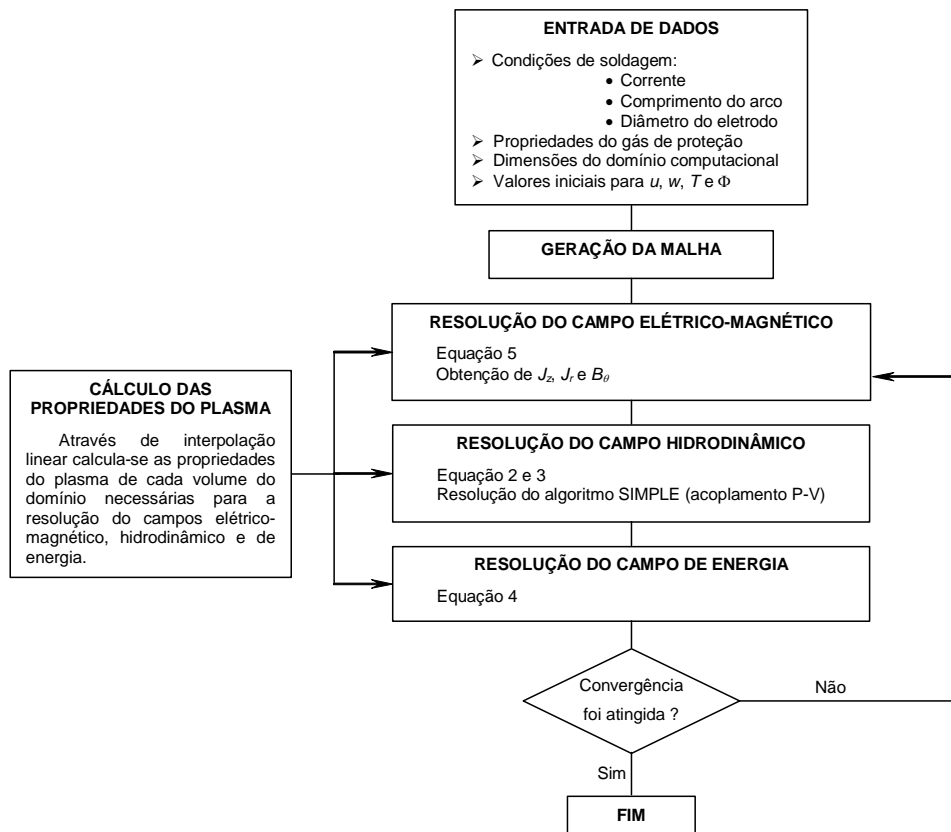 ENTRADA DE DADOS
➢ Condições de soldagem:
• Corrente
• Comprimento do arco
• Diâmetro do eletrodo
➢ Propriedades do gás de proteção
➢ Dimensões do domínio computacional
➢ Valores iniciais para u, w, T e Φ
GERAÇÃO DA MALHA
RESOLUÇÃO DO CAMPO ELÉTRICO-MAGNÉTICO
Equação 5
Obtenção de Jz, Jr e Bθ
CÁLCULO DAS
PROPRIEDADES DO PLASMA
Através de interpolação
linear calcula-se as propriedades
do plasma de cada volume do
domínio necessárias para a
resolução do campos elétrico-
magnético, hidrodinâmico e de
energia.
RESOLUÇÃO DO CAMPO HIDRODINÂMICO
Equação 2 e 3
Resolução do algoritmo SIMPLE (acoplamento P-V)
RESOLUÇÃO DO CAMPO DE ENERGIA
Equação 4
Convergência
foi atingida ?
Não
Sim
FIM